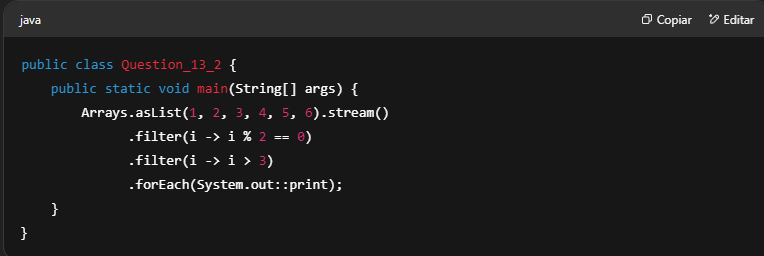 java
Copiar
Editar
public class Question_13_2 {
    public static void main(String[] args) {
        Arrays.asList(1, 2, 3, 4, 5, 6).stream()
              .filter(i -> i % 2 == 0)
              .filter(i -> i > 3)
              .forEach(System.out::print);
    }
}